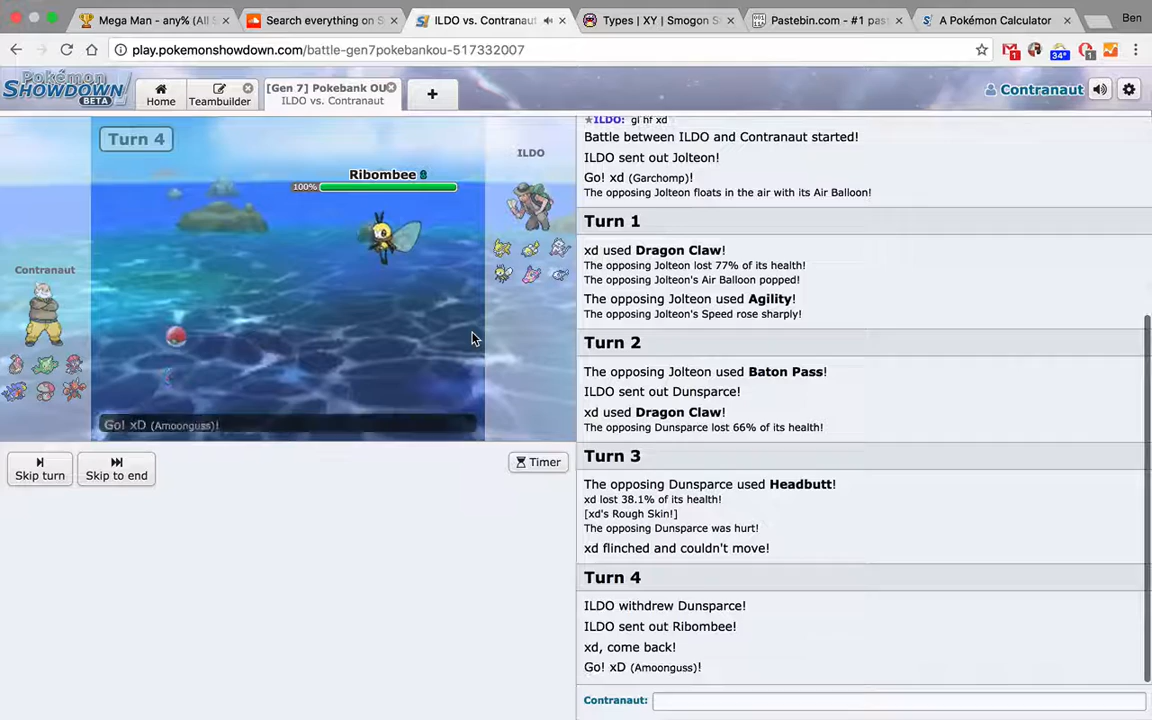 Mega Man - any% (All S
Search everything on S
ILDO vs. Contranaut
Types | XY | Smogon S
Pastebin.com - #1 pas
A Pokémon Calculator
Ben
play.pokemonshowdown.com/battle-gen7pokebankou-517332007
1
34°
1
Pokémon
SHOWDOWN!
BETA
Home
Teambuilder
[Gen 7] Pokebank OU
ILDO vs. Contranaut
+
Contranaut
Turn 4
Ribombee
100%
ILDO
Contranaut
Go! xD (Amoonguss)!
Skip turn
Skip to end
Timer
★ILDO: gl hf xd
Battle between ILDO and Contranaut started!
ILDO sent out Jolteon!
Go! xd (Garchomp)!
The opposing Jolteon floats in the air with its Air Balloon!
Turn 1
xd used Dragon Claw!
The opposing Jolteon lost 77% of its health!
The opposing Jolteon's Air Balloon popped!
The opposing Jolteon used Agility!
The opposing Jolteon's Speed rose sharply!
Turn 2
The opposing Jolteon used Baton Pass!
ILDO sent out Dunsparce!
xd used Dragon Claw!
The opposing Dunsparce lost 66% of its health!
Turn 3
The opposing Dunsparce used Headbutt!
xd lost 38.1% of its health!
[xd's Rough Skin!]
The opposing Dunsparce was hurt!
xd flinched and couldn't move!
Turn 4
ILDO withdrew Dunsparce!
ILDO sent out Ribombee!
xd, come back!
Go! xD (Amoonguss)!
Contranaut: